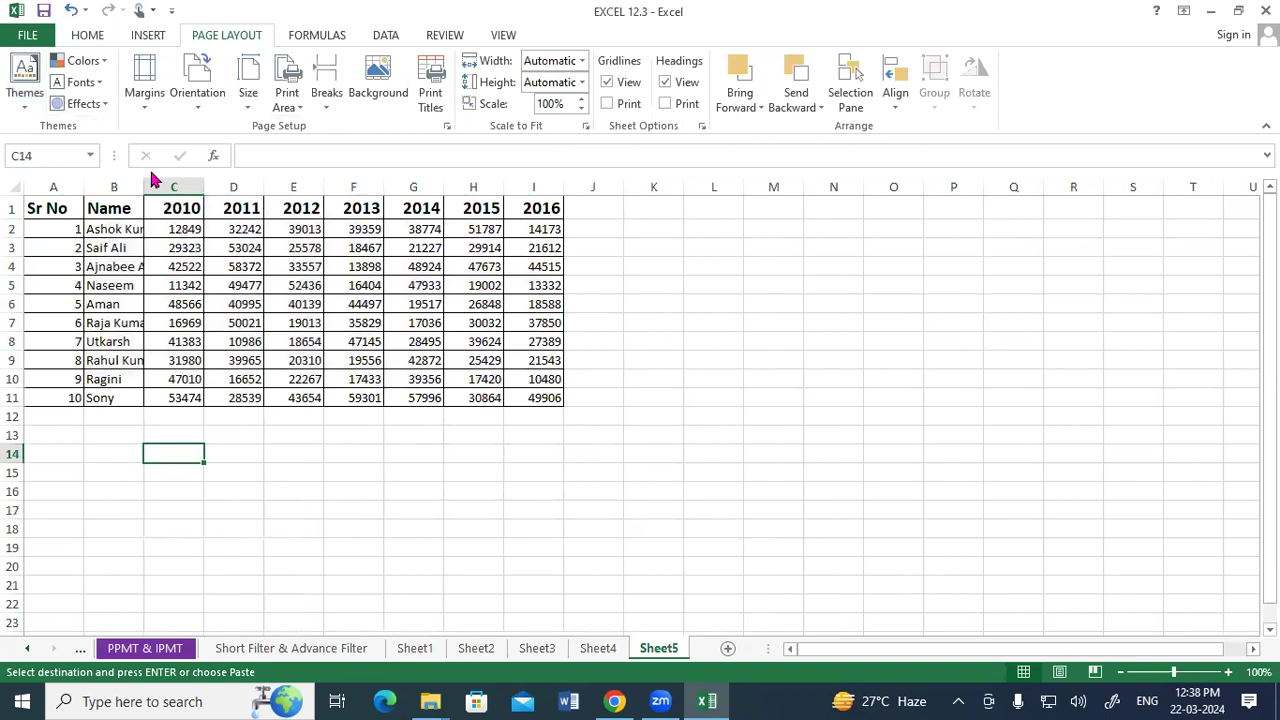 EXCEL 12.3 - Excel
?
FILE HOME INSERT PAGE LAYOUT FORMULAS DATA REVIEW VIEW Sign in
Aa Themes Colors Fonts Effects Margins Orientation Size Print Area Breaks Background Print Titles Width: Automatic Height: Automatic Scale: 100% Gridlines View Print Headings View Print Bring Forward Send Backward Selection Pane Align Group Rotate
Themes Page Setup Scale to Fit Sheet Options Arrange
C14 fx
A B C D E F G H I J K L M N O P Q R S T U
1 Sr No Name 2010 2011 2012 2013 2014 2015 2016
2 1 Ashok Kur 12849 32242 39013 39359 38774 51787 14173
3 2 Saif Ali 29323 53024 25578 18467 21227 29914 21612
4 3 Ajnabee A 42522 58372 33557 13898 48924 47673 44515
5 4 Naseem 11342 49477 52436 16404 47933 19002 13332
6 5 Aman 48566 40995 40139 44497 19517 26848 18588
7 6 Raja Kuma 16969 50021 19013 35829 17036 30032 37850
8 7 Utkarsh 41383 10986 18654 47145 28495 39624 27389
9 8 Rahul Kun 31980 39965 20310 19556 42872 25429 21543
10 9 Ragini 47010 16652 22267 17433 39356 17420 10480
11 10 Sony 53474 28539 43654 59301 57996 30864 49906
12
13
14
15
16
17
18
19
20
21
22
23
... PPMT & IPMT Short Filter & Advance Filter Sheet1 Sheet2 Sheet3 Sheet4 Sheet5
Select destination and press ENTER or choose Paste 100%
Type here to search zm 27°C Haze ENG 12:38 PM
22-03-2024